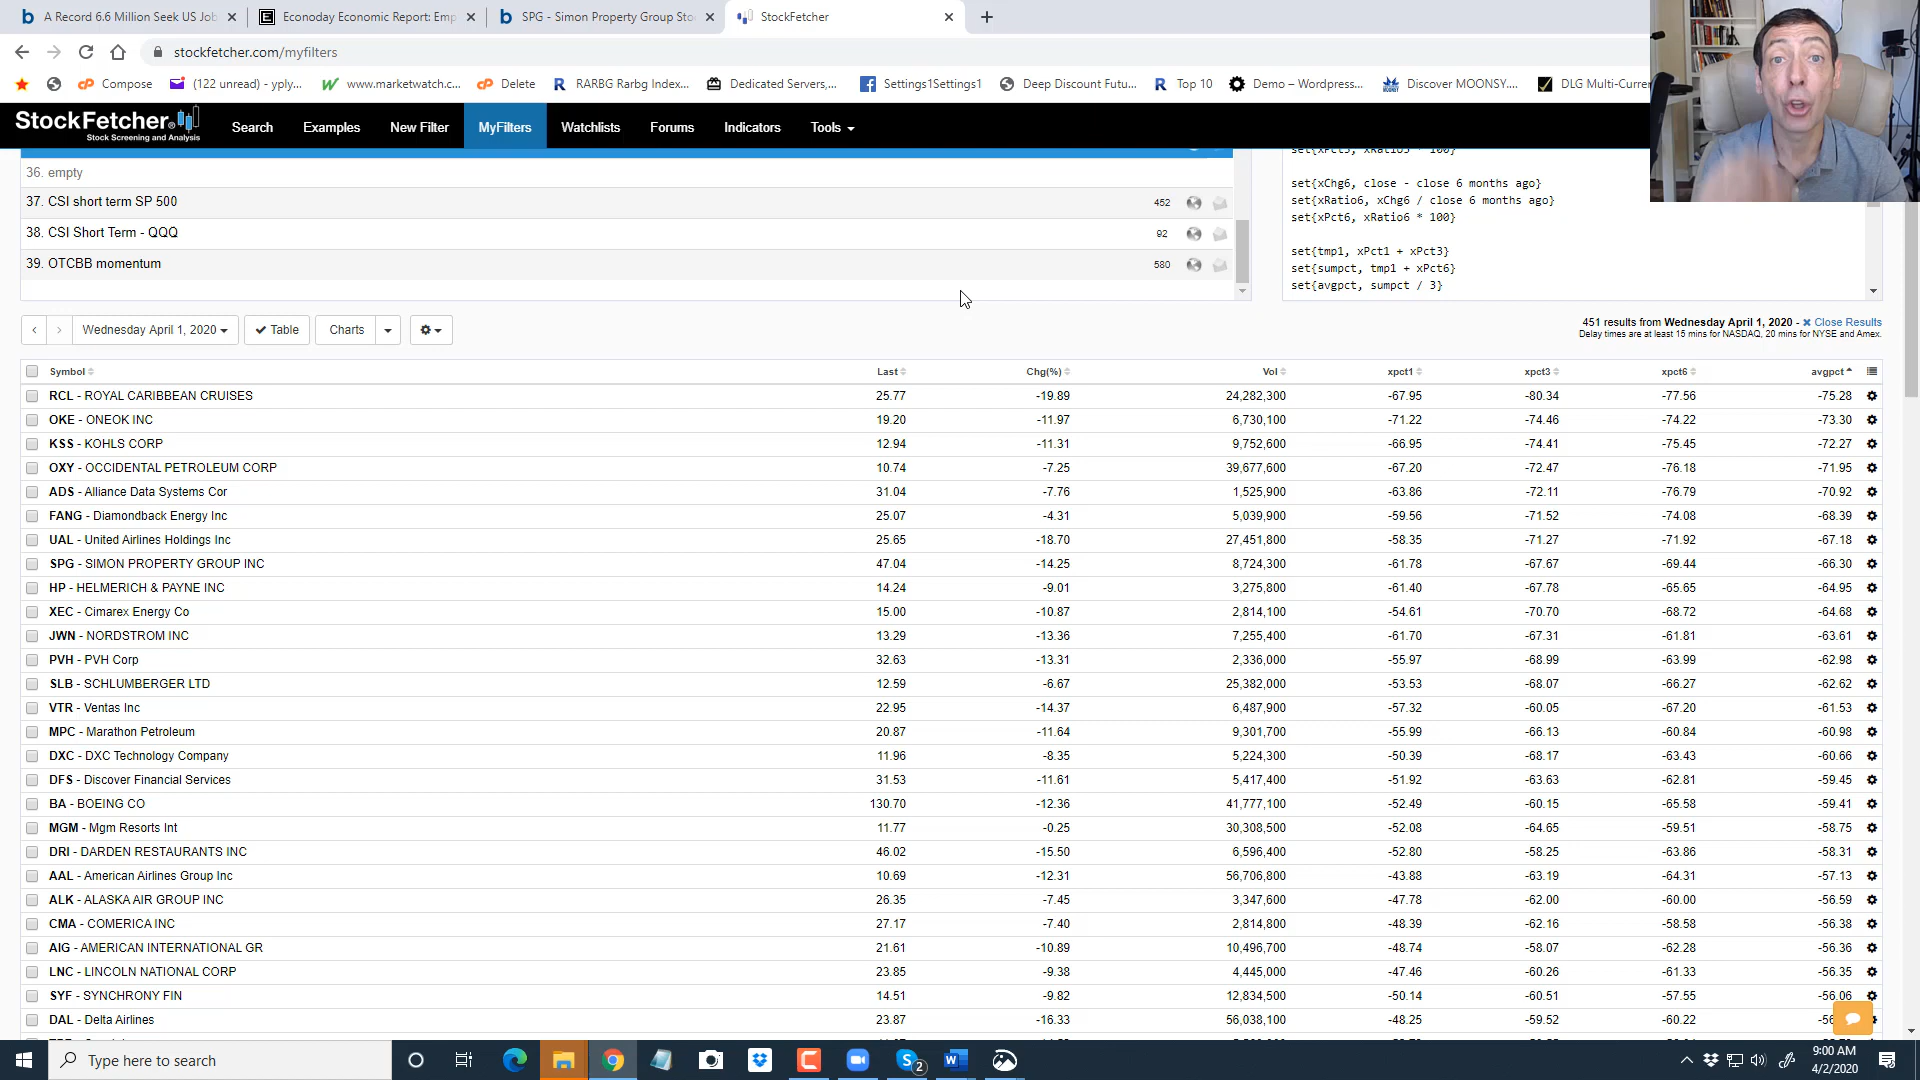 A Record 6.6 Million Seek US Job
Econoday Economic Report: Emp
SPG - Simon Property Group Sto
StockFetcher
stockfetcher.com/myfilters
Compose
(122 unread) - yply...
www.marketwatch.c...
Delete
RARBG Rarbg Index...
Dedicated Servers,...
Settings1Settings1
Deep Discount Futu...
Top 10
Demo – Wordpress...
Discover MOONSY....
DLG Multi-Curren
StockFetcher®
Stock Screening and Analysis
Search
Examples
New Filter
MyFilters
Watchlists
Forums
Indicators
Tools
36. empty
37. CSI short term SP 500 452
38. CSI Short Term - QQQ 92
39. OTCBB momentum 580
set{xPct3, xRatio3 * 100}
set{xChg6, close - close 6 months ago}
set{xRatio6, xChg6 / close 6 months ago}
set{xPct6, xRatio6 * 100}
set{tmp1, xPct1 + xPct3}
set{sumpct, tmp1 + xPct6}
set{avgpct, sumpct / 3}
Wednesday April 1, 2020
Table
Charts
451 results from Wednesday April 1, 2020 - Close Results
Delay times are at least 15 mins for NASDAQ, 20 mins for NYSE and Amex.
Symbol Last Chg(%) Vol xpct1 xpct3 xpct6 avgpct
RCL - ROYAL CARIBBEAN CRUISES 25.77 -19.89 24,282,300 -67.95 -80.34 -77.56 -75.28
OKE - ONEOK INC 19.20 -11.97 6,730,100 -71.22 -74.46 -74.22 -73.30
KSS - KOHLS CORP 12.94 -11.31 9,752,600 -66.95 -74.41 -75.45 -72.27
OXY - OCCIDENTAL PETROLEUM CORP 10.74 -7.25 39,677,600 -67.20 -72.47 -76.18 -71.95
ADS - Alliance Data Systems Cor 31.04 -7.76 1,525,900 -63.86 -72.11 -76.79 -70.92
FANG - Diamondback Energy Inc 25.07 -4.31 5,039,900 -59.56 -71.52 -74.08 -68.39
UAL - United Airlines Holdings Inc 25.65 -18.70 27,451,800 -58.35 -71.27 -71.92 -67.18
SPG - SIMON PROPERTY GROUP INC 47.04 -14.25 8,724,300 -61.78 -67.67 -69.44 -66.30
HP - HELMERICH & PAYNE INC 14.24 -9.01 3,275,800 -61.40 -67.78 -65.65 -64.95
XEC - Cimarex Energy Co 15.00 -10.87 2,814,100 -54.61 -70.70 -68.72 -64.68
JWN - NORDSTROM INC 13.29 -13.36 7,255,400 -61.70 -67.31 -61.81 -63.61
PVH - PVH Corp 32.63 -13.31 2,336,000 -55.97 -68.99 -63.99 -62.98
SLB - SCHLUMBERGER LTD 12.59 -6.67 25,382,000 -53.53 -68.07 -66.27 -62.62
VTR - Ventas Inc 22.95 -14.37 6,487,900 -57.32 -60.05 -67.20 -61.53
MPC - Marathon Petroleum 20.87 -11.64 9,301,700 -55.99 -66.13 -60.84 -60.98
DXC - DXC Technology Company 11.96 -8.35 5,224,300 -50.39 -68.17 -63.43 -60.66
DFS - Discover Financial Services 31.53 -11.61 5,417,400 -51.92 -63.63 -62.81 -59.45
BA - BOEING CO 130.70 -12.36 41,777,100 -52.49 -60.15 -65.58 -59.41
MGM - Mgm Resorts Int 11.77 -0.25 30,308,500 -52.08 -64.65 -59.51 -58.75
DRI - DARDEN RESTAURANTS INC 46.02 -15.50 6,596,400 -52.80 -58.25 -63.86 -58.31
AAL - American Airlines Group Inc 10.69 -12.31 56,706,800 -43.88 -63.19 -64.31 -57.13
ALK - ALASKA AIR GROUP INC 26.35 -7.45 3,347,600 -47.78 -62.00 -60.00 -56.59
CMA - COMERICA INC 27.17 -7.40 2,814,800 -48.39 -62.16 -58.58 -56.38
AIG - AMERICAN INTERNATIONAL GR 21.61 -10.89 10,496,700 -48.74 -58.07 -62.28 -56.36
LNC - LINCOLN NATIONAL CORP 23.85 -9.38 4,445,000 -47.46 -60.26 -61.33 -56.35
SYF - SYNCHRONY FIN 14.51 -9.82 12,834,500 -50.14 -60.51 -57.55 -56.06
DAL - Delta Airlines 23.87 -16.33 56,038,100 -48.25 -59.52 -60.22
Type here to search
2
9:00 AM
4/2/2020